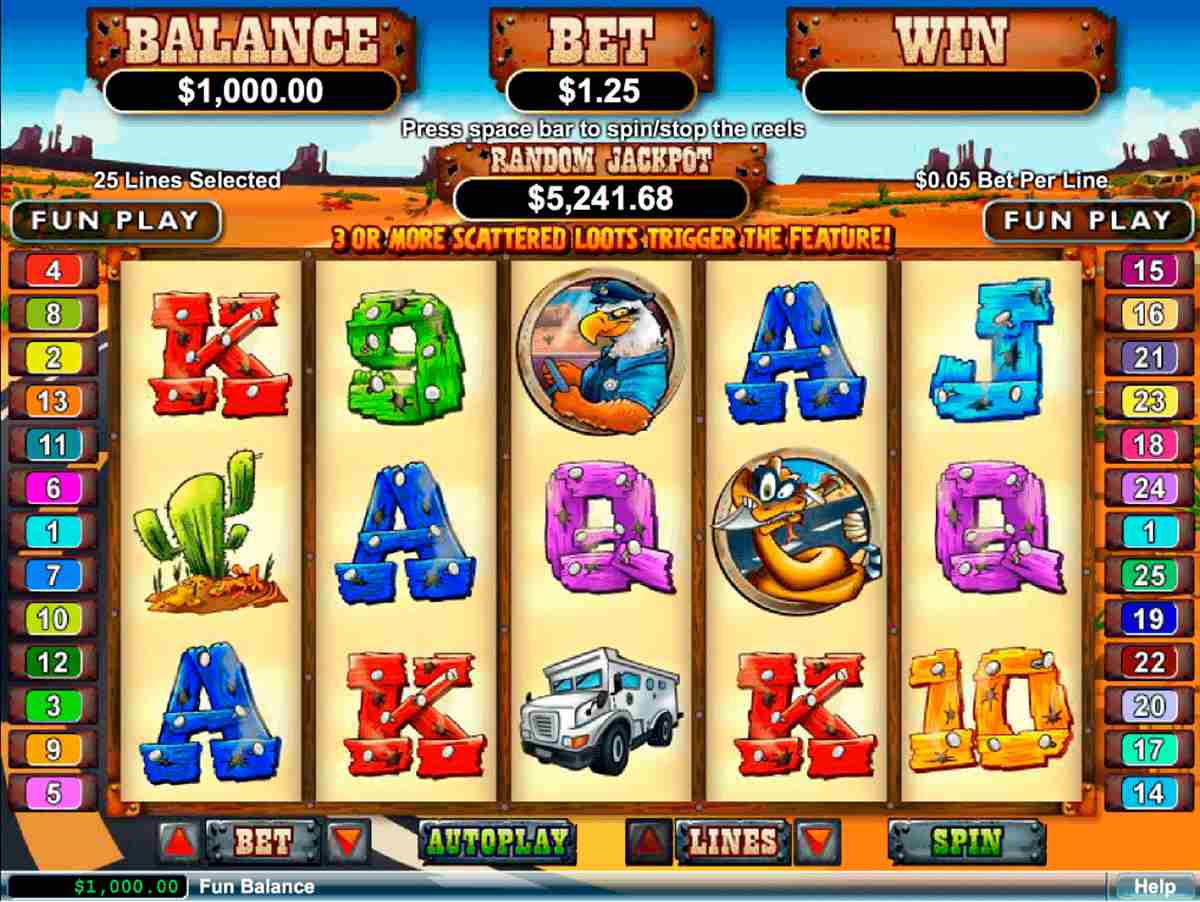 BALANCE BET WIN
$1,000.00 $1.25
Press space bar to spin/stop the reels
RANDOM JACKPOT
25 Lines Selected $5,241.68 $0.05 Bet Per Line
FUN PLAY FUN PLAY
3 OR MORE SCATTERED LOOTS TRIGGER THE FEATURE!
4 15
8 16
2 K 9 A J 21
13 23
11 18
6 24
1 1
7 A Q Q 25
10 19
12 22
3 A K K 10 20
9 17
5 14
BET AUTOPLAY LINES SPIN
$1,000.00 Fun Balance Help